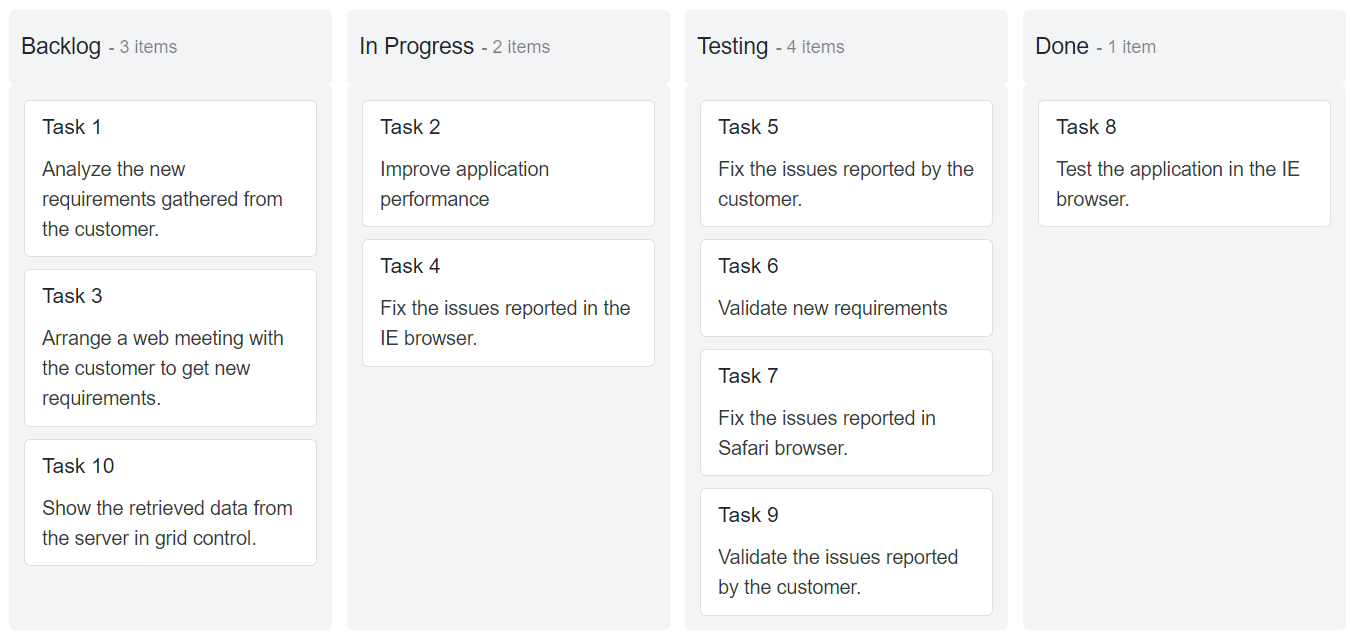 Backlog - 3 items
Task 1
Analyze the new
requirements gathered from
the customer.
Task 3
Arrange a web meeting with
the customer to get new
requirements.
Task 10
Show the retrieved data from
the server in grid control.
In Progress - 2 items
Task 2
Improve application
performance
Task 4
Fix the issues reported in the
IE browser.
Testing - 4 items
Task 5
Fix the issues reported by the
customer.
Task 6
Validate new requirements
Task 7
Fix the issues reported in
Safari browser.
Task 9
Validate the issues reported
by the customer.
Done - 1 item
Task 8
Test the application in the IE
browser.